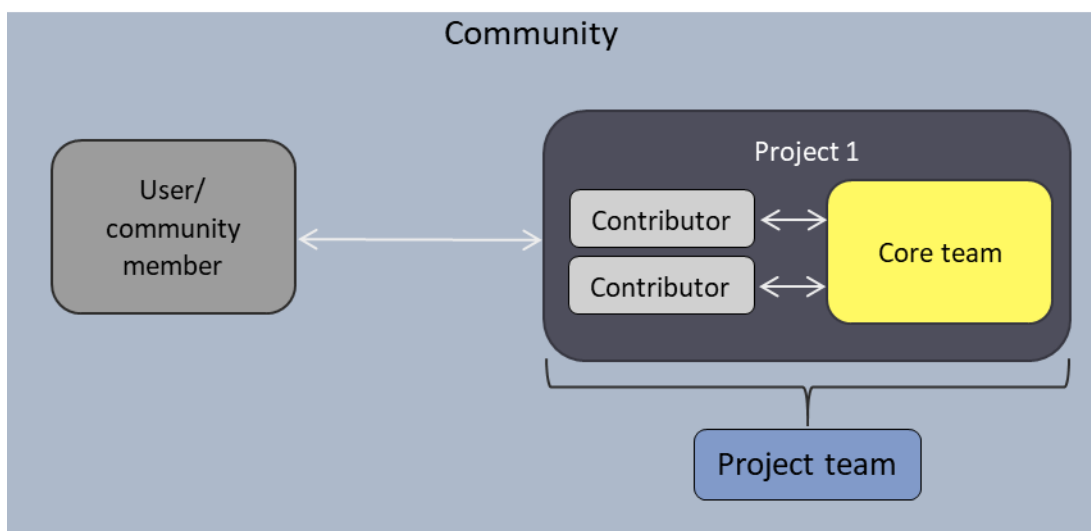 Community
User/
community
member
Project 1
Contributor
Contributor
Core team
Project team